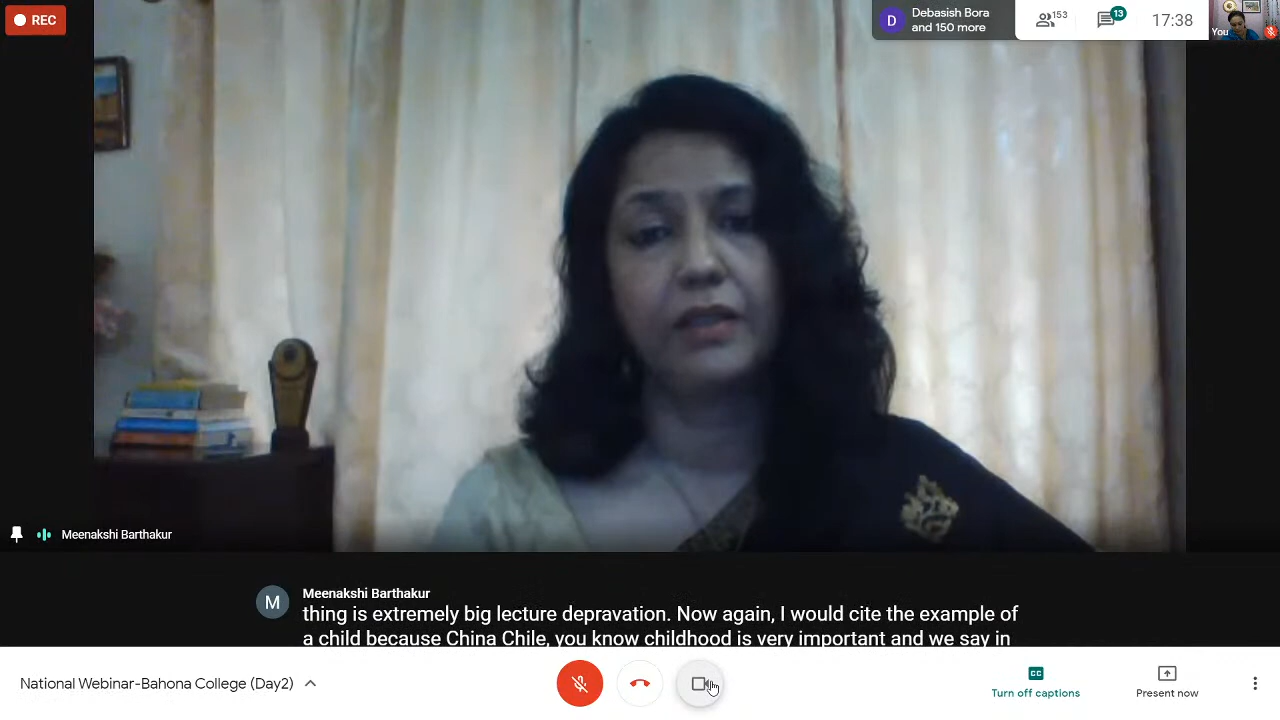 REC
D
Debasish Bora
and 150 more
153
13
17:38
You
Meenakshi Barthakur
M
Meenakshi Barthakur
thing is extremely big lecture depravation. Now again, I would cite the example of
a child because China Chile, you know childhood is very important and we say in
National Webinar-Bahona College (Day2)
CC
Turn off captions
Present now